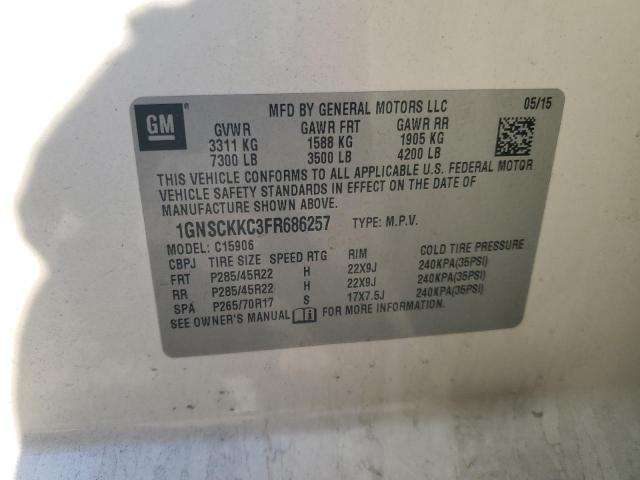 GM
MFD BY GENERAL MOTORS LLC 05/15
GVWR GAWR FRT GAWR RR
3311 KG 1588 KG 1905 KG
7300 LB 3500 LB 4200 LB
THIS VEHICLE CONFORMS TO ALL APPLICABLE U.S. FEDERAL MOTOR
VEHICLE SAFETY STANDARDS IN EFFECT ON THE DATE OF
MANUFACTURE SHOWN ABOVE.
1GNSCKKC3FR686257 TYPE: M.P.V.
MODEL: C15906
CBPJ TIRE SIZE SPEED RTG RIM COLD TIRE PRESSURE
FRT P285/45R22 H 22X9J 240KPA(35PSI)
RR P285/45R22 H 22X9J 240KPA(35PSI)
SPA P265/70R17 S 17X7.5J 240KPA(35PSI)
SEE OWNER'S MANUAL FOR MORE INFORMATION.